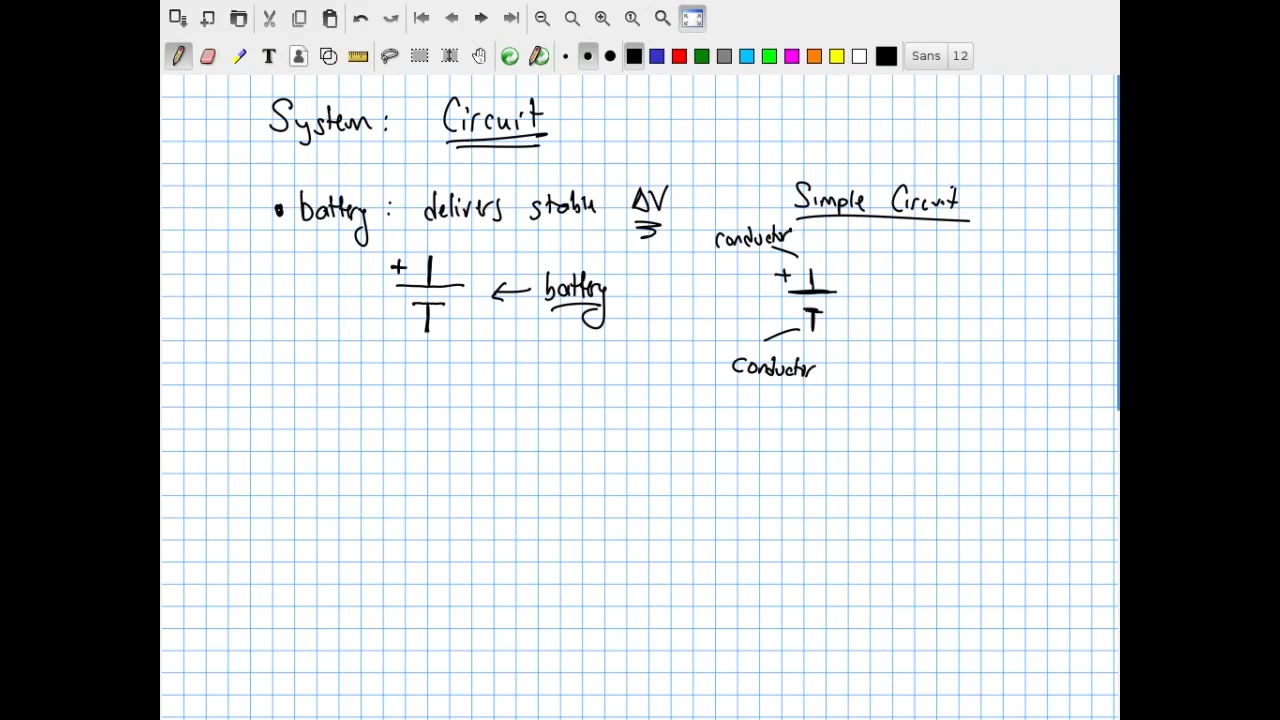 Sans 12
System: Circuit
• battery: delivers stable ΔV
+
← battery
Simple Circuit
conductor
+
conductor